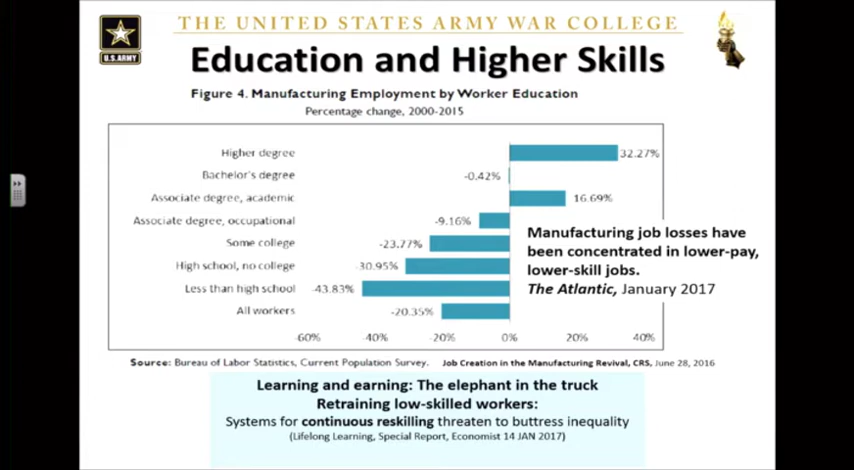 THE UNITED STATES ARMY WAR COLLEGE
U.S. ARMY
Education and Higher Skills
Figure 4. Manufacturing Employment by Worker Education
Percentage change, 2000-2015
Higher degree 32.27%
Bachelor's degree -0.42%
Associate degree, academic 16.69%
Associate degree, occupational -9.16%
Some college -23.77%
High school, no college -30.95%
Less than high school -43.83%
All workers -20.35%
-60% -40% -20% 0% 20% 40%
Manufacturing job losses have
been concentrated in lower-pay,
lower-skill jobs.
The Atlantic, January 2017
Source: Bureau of Labor Statistics, Current Population Survey. Job Creation in the Manufacturing Revival, CRS, June 28, 2016
Learning and earning: The elephant in the truck
Retraining low-skilled workers:
Systems for continuous reskilling threaten to buttress inequality
(Lifelong Learning, Special Report, Economist 14 JAN 2017)